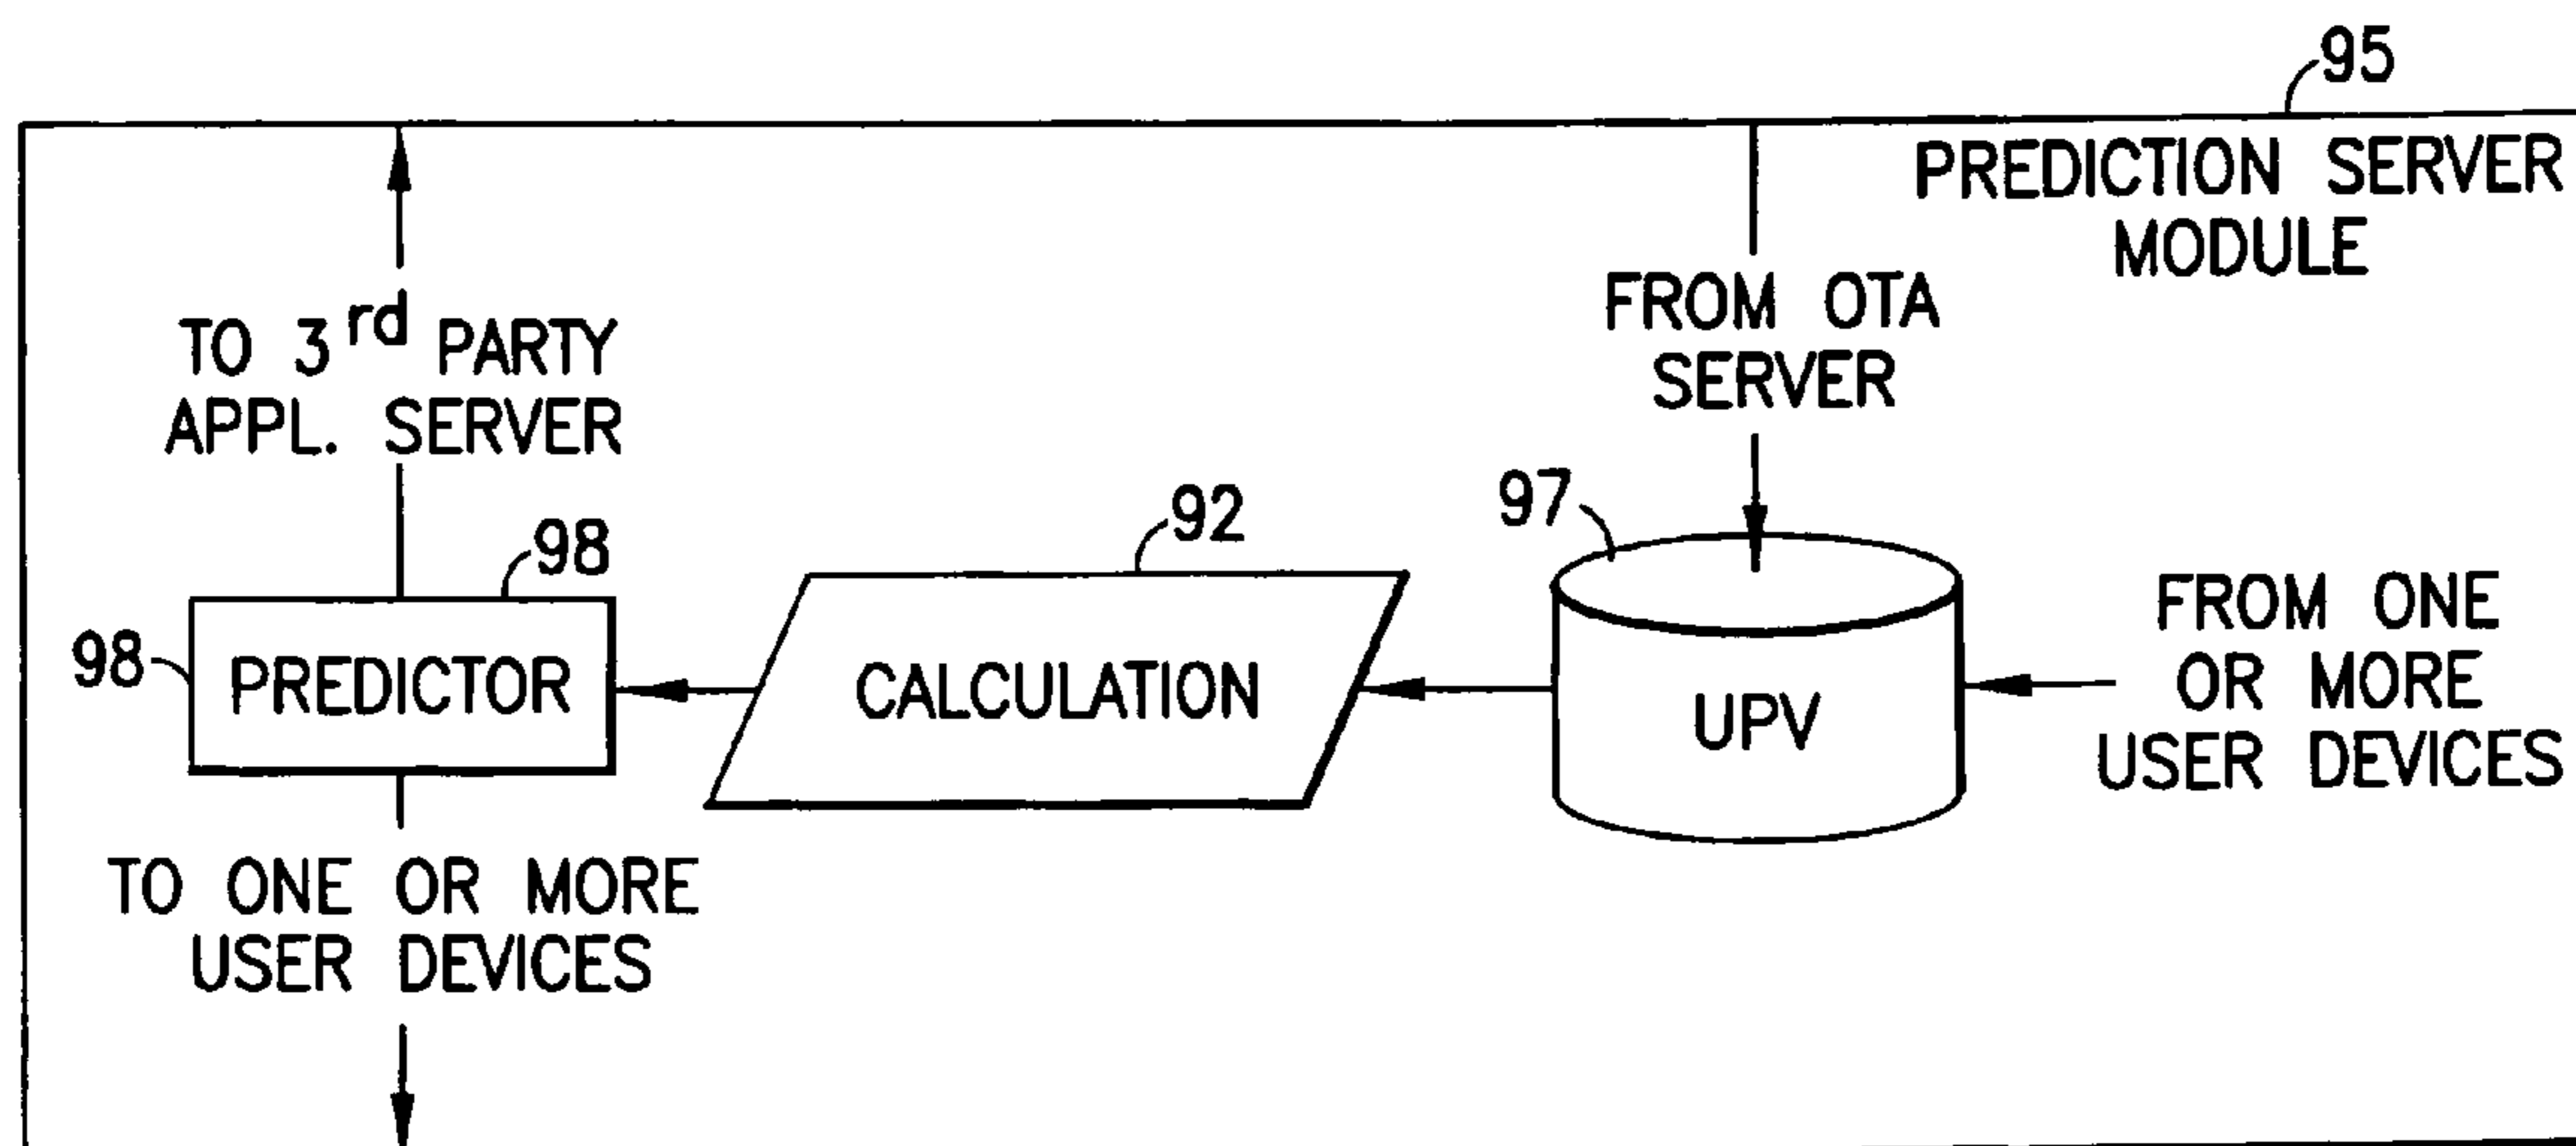 95
PREDICTION SERVER
MODULE
FROM OTA
SERVER
TO 3rd PARTY
APPL. SERVER
98
98
PREDICTOR
92
CALCULATION
97
UPV
FROM ONE
OR MORE
USER DEVICES
TO ONE OR MORE
USER DEVICES